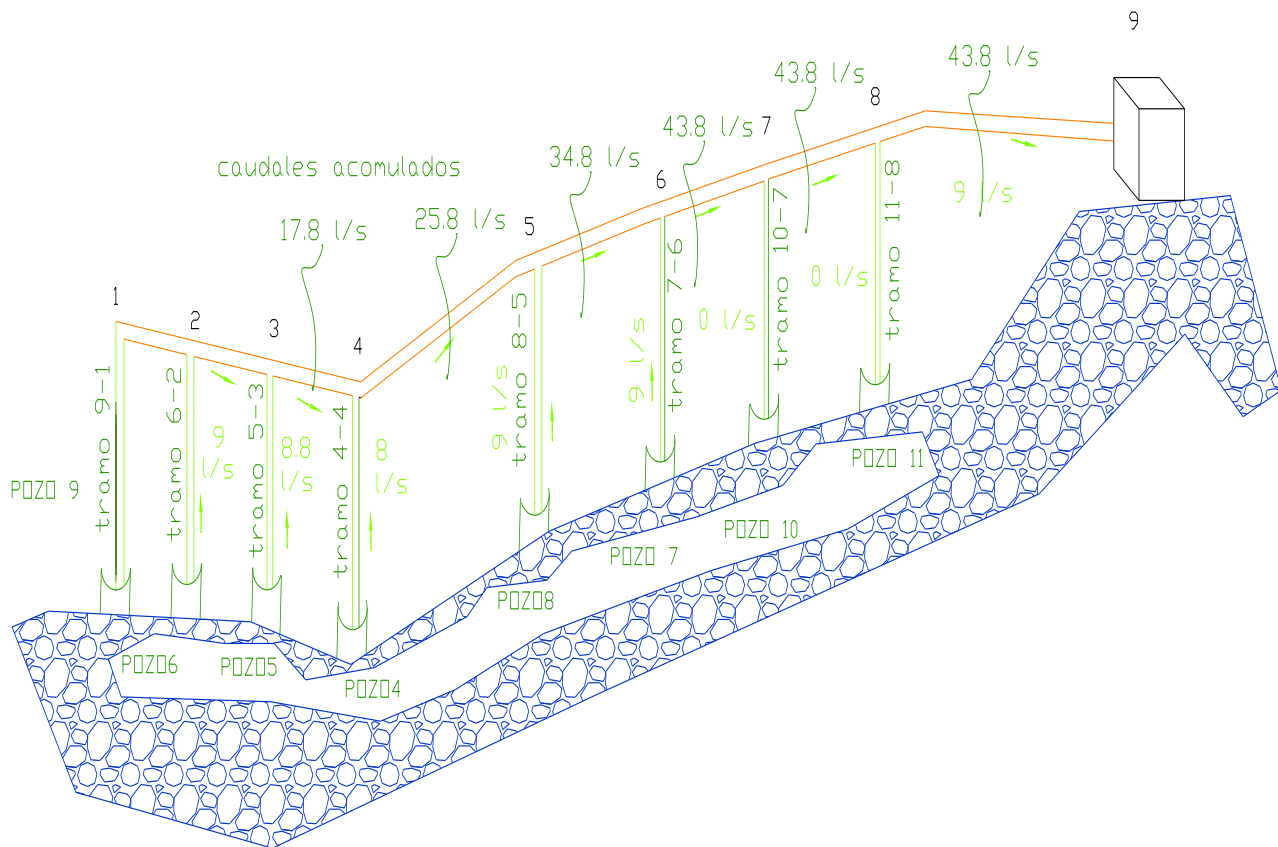 9
43.8 l/s
43.8 l/s
8
43.8 l/s
7
34.8 l/s
6
caudales acomulados
9 l/s
25.8 l/s
5
17.8 l/s
0 l/s
0 l/s
1
2
3
4
tramo 9-1
tramo 6-2
tramo 5-3
tramo 4-4
tramo 8-5
tramo 7-6
tramo 10-7
tramo 11-8
9 l/s
9 l/s
9
l/s
8.8
l/s
8
l/s
POZO 9
POZO 11
POZO 10
POZO 7
POZO8
POZO6
POZO5
POZO4